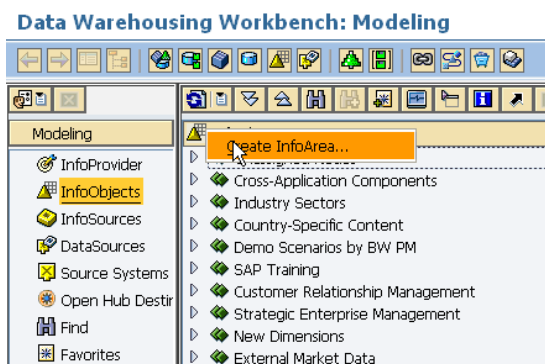 Data Warehousing Workbench: Modeling
Modeling
InfoProvider
InfoObjects
InfoSources
DataSources
Source Systems
Open Hub Destin
Find
Favorites
Create InfoArea...
Cross-Application Components
Industry Sectors
Country-Specific Content
Demo Scenarios by BW PM
SAP Training
Customer Relationship Management
Strategic Enterprise Management
New Dimensions
External Market Data